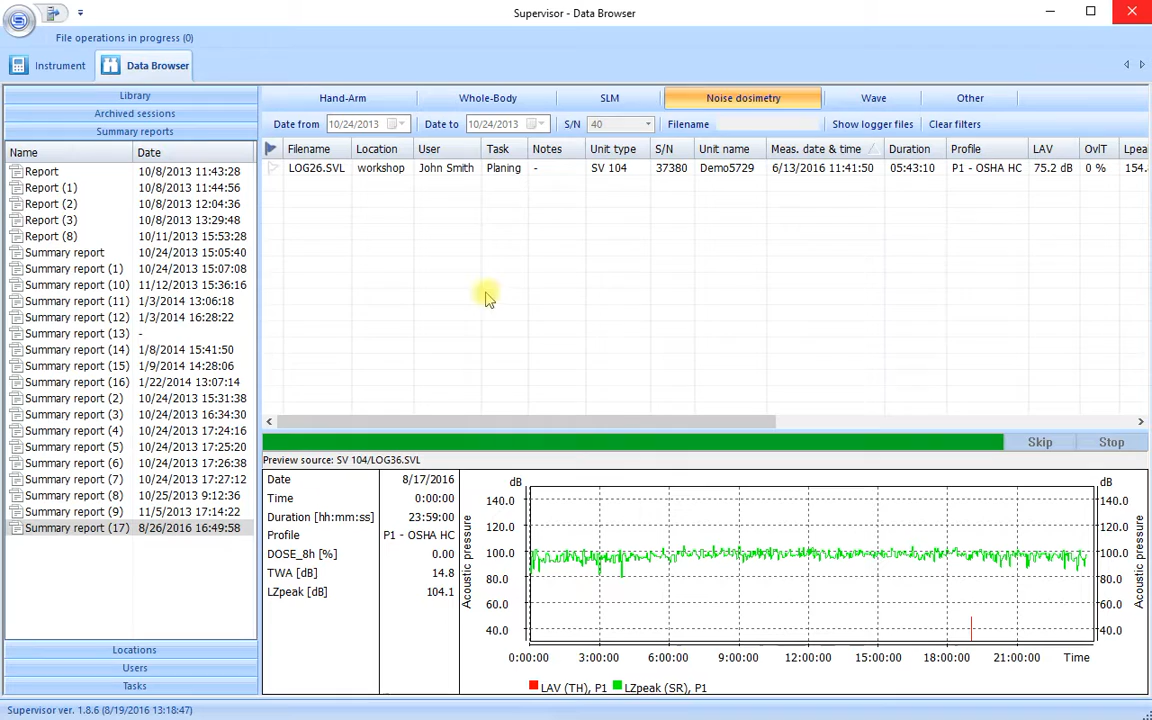 Supervisor - Data Browser
File operations in progress (0)
Instrument
Data Browser
Library
Archived sessions
Summary reports
Name Date
Report 10/8/2013 11:43:28
Report (1) 10/8/2013 11:44:56
Report (2) 10/8/2013 12:04:36
Report (3) 10/8/2013 13:29:48
Report (8) 10/11/2013 15:53:28
Summary report 10/24/2013 15:05:40
Summary report (1) 10/24/2013 15:07:08
Summary report (10) 11/12/2013 15:36:16
Summary report (11) 1/3/2014 13:06:18
Summary report (12) 1/3/2014 16:28:22
Summary report (13) -
Summary report (14) 1/8/2014 15:41:50
Summary report (15) 1/9/2014 14:28:06
Summary report (16) 1/22/2014 13:07:14
Summary report (2) 10/24/2013 15:31:38
Summary report (3) 10/24/2013 16:34:30
Summary report (4) 10/24/2013 17:24:16
Summary report (5) 10/24/2013 17:25:20
Summary report (6) 10/24/2013 17:26:38
Summary report (7) 10/24/2013 17:27:12
Summary report (8) 10/25/2013 9:12:36
Summary report (9) 11/5/2013 17:14:22
Summary report (17) 8/26/2016 16:49:58
Locations
Users
Tasks
Hand-Arm Whole-Body SLM Noise dosimetry Wave Other
Date from 10/24/2013 Date to 10/24/2013 S/N 40 Filename Show logger files Clear filters
Filename Location User Task Notes Unit type S/N Unit name Meas. date & time Duration Profile LAV OvlT Lpea
LOG26.SVL workshop John Smith Planing - SV 104 37380 Demo5729 6/13/2016 11:41:50 05:43:10 P1 - OSHA HC 75.2 dB 0 % 154.
Skip Stop
Preview source: SV 104/LOG36.SVL
Date 8/17/2016
Time 0:00:00
Duration [hh:mm:ss] 23:59:00
Profile P1 - OSHA HC
DOSE_8h [%] 0.00
TWA [dB] 14.8
LZpeak [dB] 104.1
dB dB
140.0 140.0
120.0 120.0
100.0 100.0
80.0 80.0
60.0 60.0
40.0 40.0
Acoustic pressure
Acoustic pressure
0:00:00 3:00:00 6:00:00 9:00:00 12:00:00 15:00:00 18:00:00 21:00:00 Time
LAV (TH), P1 LZpeak (SR), P1
Supervisor ver. 1.8.6 (8/19/2016 13:18:47)